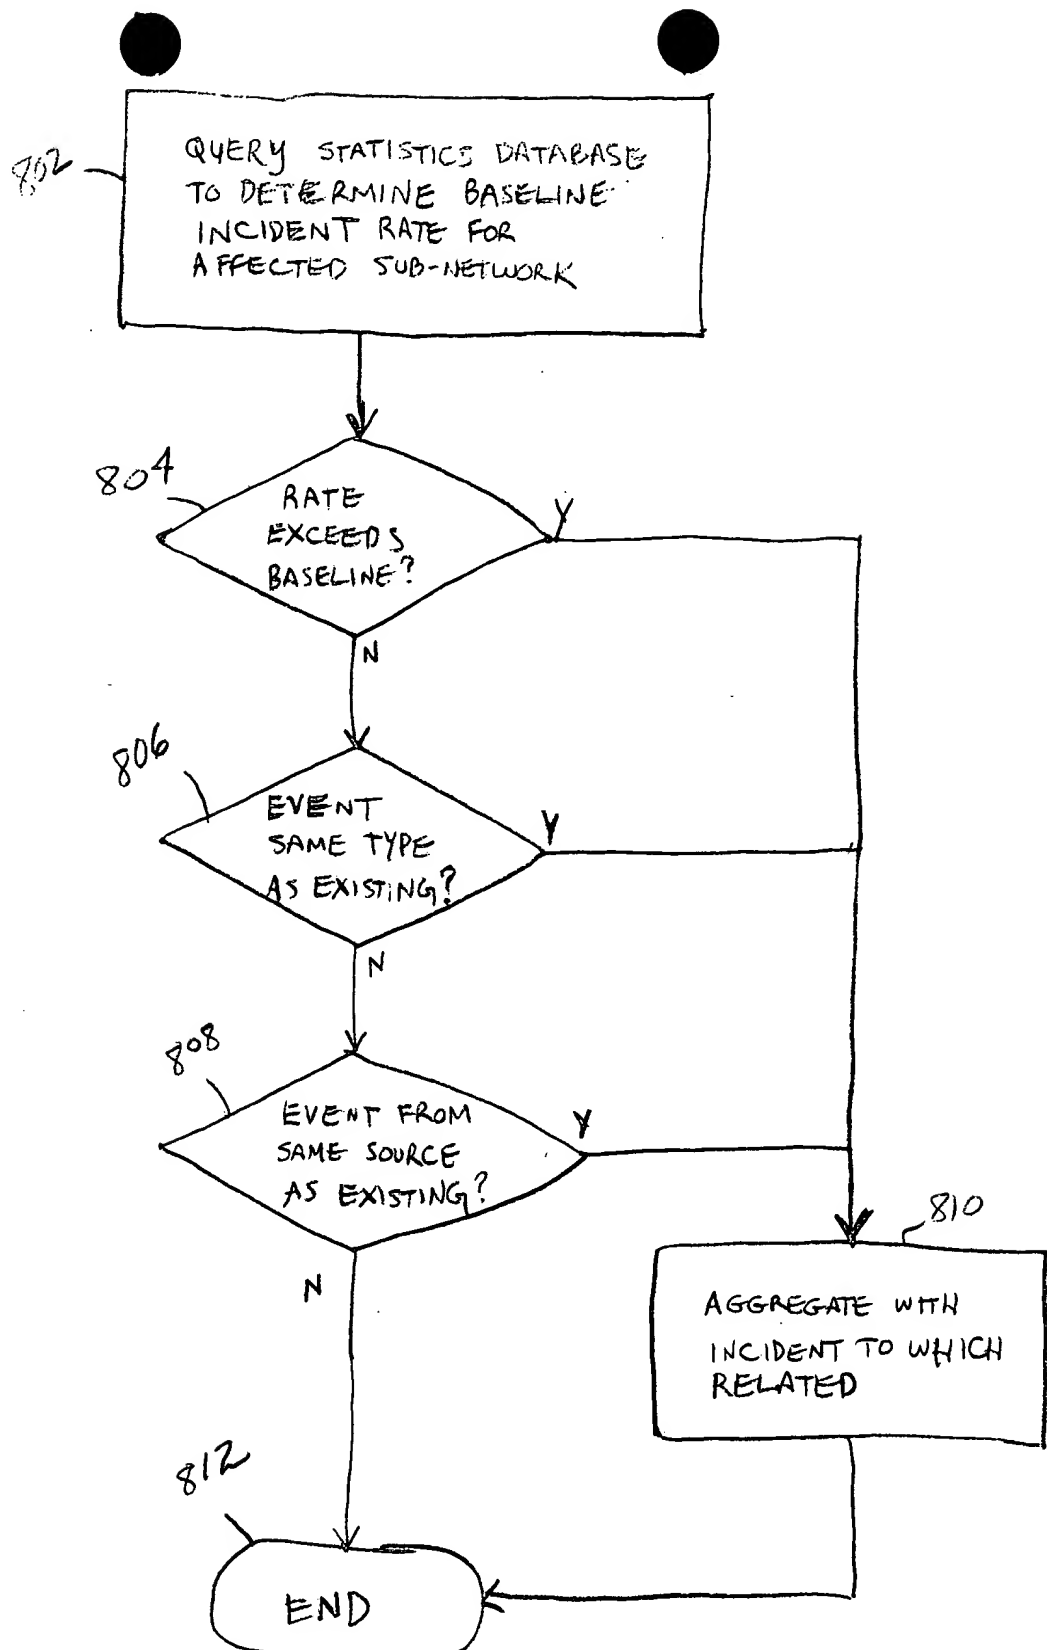 802
QUERY STATISTICS DATABASE
TO DETERMINE BASELINE
INCIDENT RATE FOR
AFFECTED SUB-NETWORK
804
RATE
EXCEEDS
BASELINE?
Y
N
806
EVENT
SAME TYPE
AS EXISTING?
Y
N
808
EVENT FROM
SAME SOURCE
AS EXISTING?
Y
N
810
AGGREGATE WITH
INCIDENT TO WHICH
RELATED
812
END